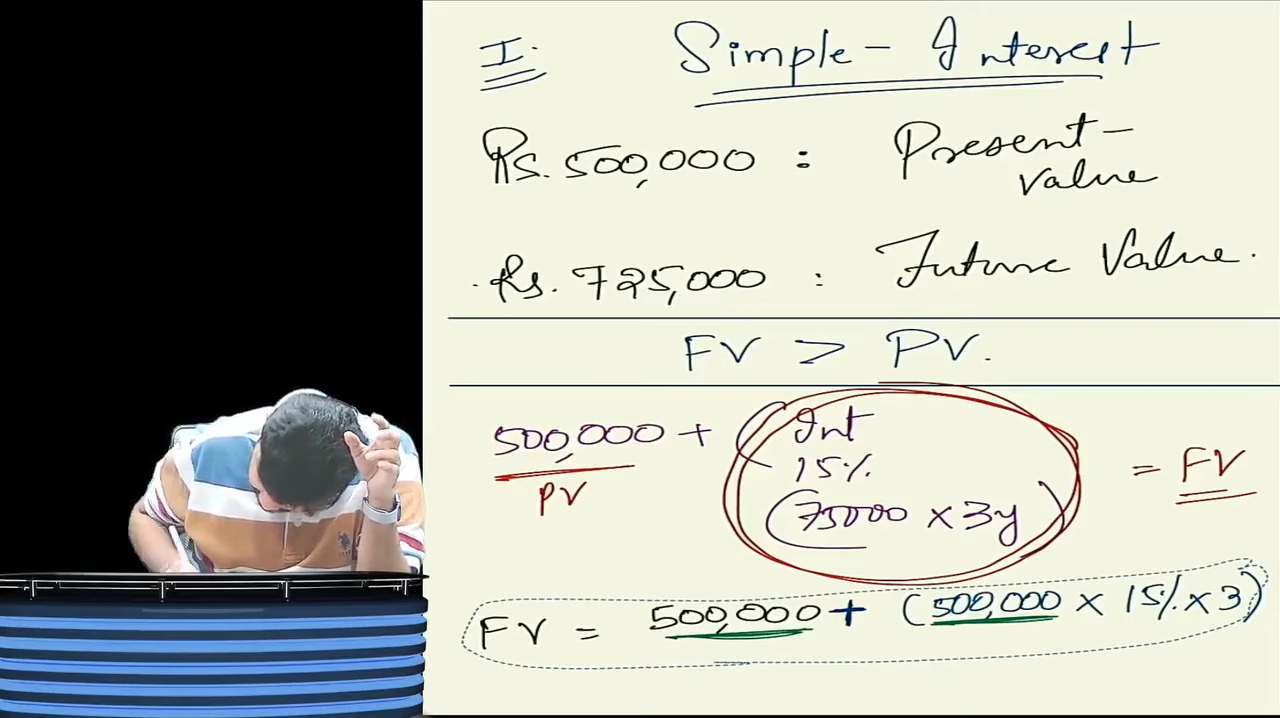 I. Simple-Interest
Rs.500,000 : Present-
value
Rs.725,000 : Future Value.
FV > PV.
500,000 + ( Int
15%
(75000 × 3y) = FV
PV
FV = 500,000 + (500,000 × 15% × 3)